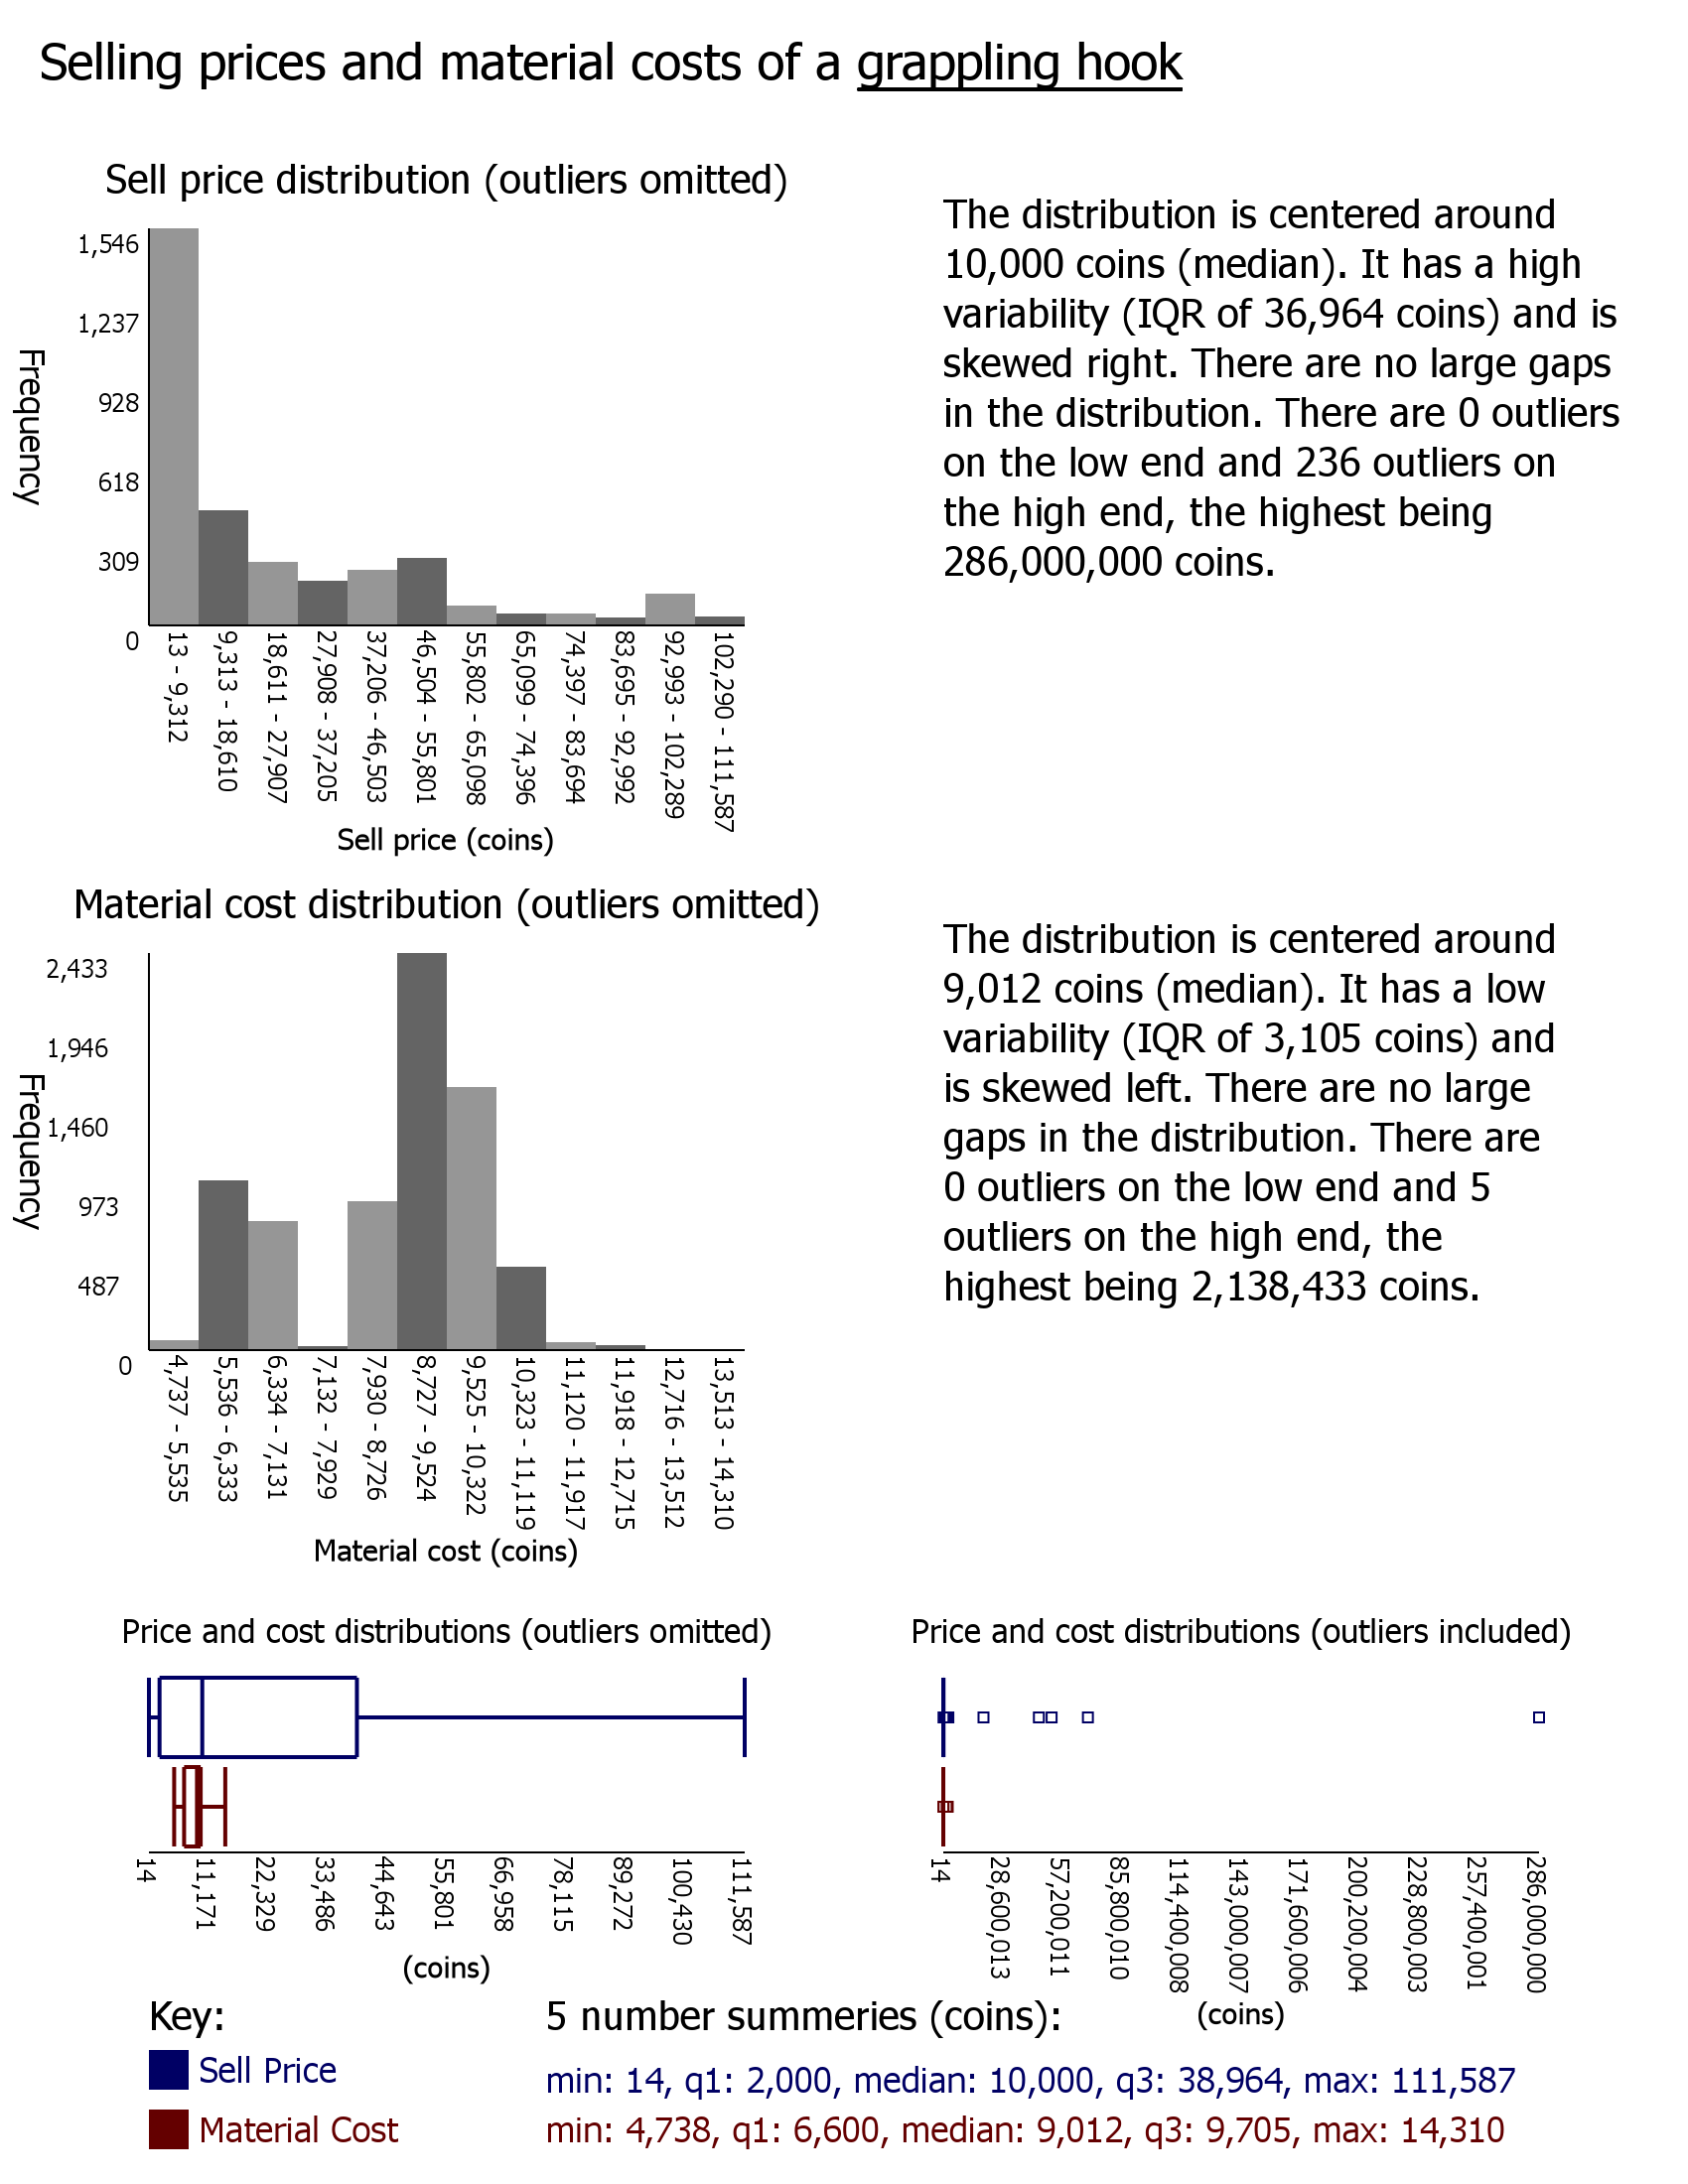 Selling prices and material costs of a grappling hook
Sell price distribution (outliers omitted)
1,546
1,237
928
618
309
0
Frequency
13 - 9,312
9,313 - 18,610
18,611 - 27,907
27,908 - 37,205
37,206 - 46,503
46,504 - 55,801
55,802 - 65,098
65,099 - 74,396
74,397 - 83,694
83,695 - 92,992
92,993 - 102,289
102,290 - 111,587
Sell price (coins)
The distribution is centered around
10,000 coins (median). It has a high
variability (IQR of 36,964 coins) and is
skewed right. There are no large gaps
in the distribution. There are 0 outliers
on the low end and 236 outliers on
the high end, the highest being
286,000,000 coins.
Material cost distribution (outliers omitted)
2,433
1,946
1,460
973
487
0
Frequency
4,737 - 5,535
5,536 - 6,333
6,334 - 7,131
7,132 - 7,929
7,930 - 8,726
8,727 - 9,524
9,525 - 10,322
10,323 - 11,119
11,120 - 11,917
11,918 - 12,715
12,716 - 13,512
13,513 - 14,310
Material cost (coins)
The distribution is centered around
9,012 coins (median). It has a low
variability (IQR of 3,105 coins) and
is skewed left. There are no large
gaps in the distribution. There are
0 outliers on the low end and 5
outliers on the high end, the
highest being 2,138,433 coins.
Price and cost distributions (outliers omitted)
14
11,171
22,329
33,486
44,643
55,801
66,958
78,115
89,272
100,430
111,587
(coins)
Price and cost distributions (outliers included)
14
28,600,013
57,200,011
85,800,010
114,400,008
143,000,007
171,600,006
200,200,004
228,800,003
257,400,001
286,000,000
(coins)
Key:
Sell Price
Material Cost
5 number summeries (coins):
min: 14, q1: 2,000, median: 10,000, q3: 38,964, max: 111,587
min: 4,738, q1: 6,600, median: 9,012, q3: 9,705, max: 14,310